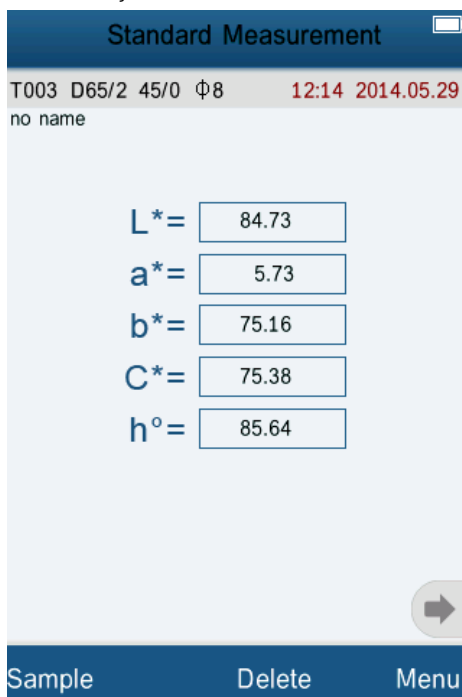 Standard Measurement
T003 D65/2 45/0 Φ8 12:14 2014.05.29
no name
L*= 84.73
a*= 5.73
b*= 75.16
C*= 75.38
h°= 85.64
Sample Delete Menu